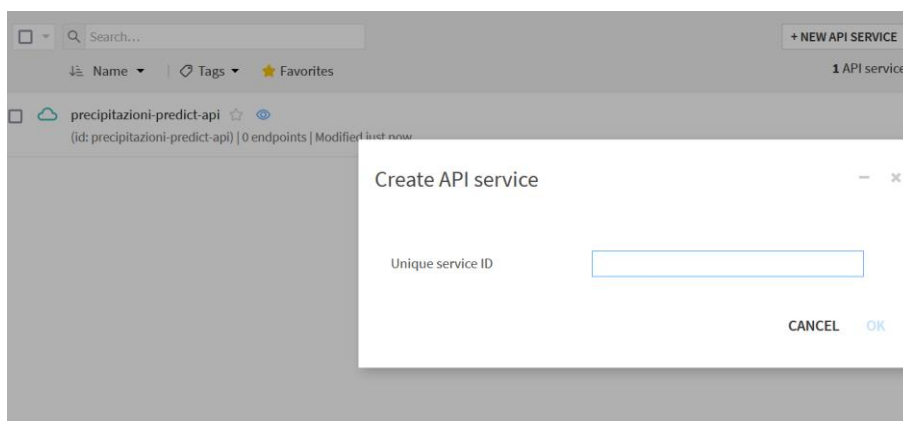 Search...
+ NEW API SERVICE
Name
Tags
Favorites
1 API service
precipitazioni-predict-api
(id: precipitazioni-predict-api) | 0 endpoints | Modified just now
Create API service
Unique service ID
CANCEL OK